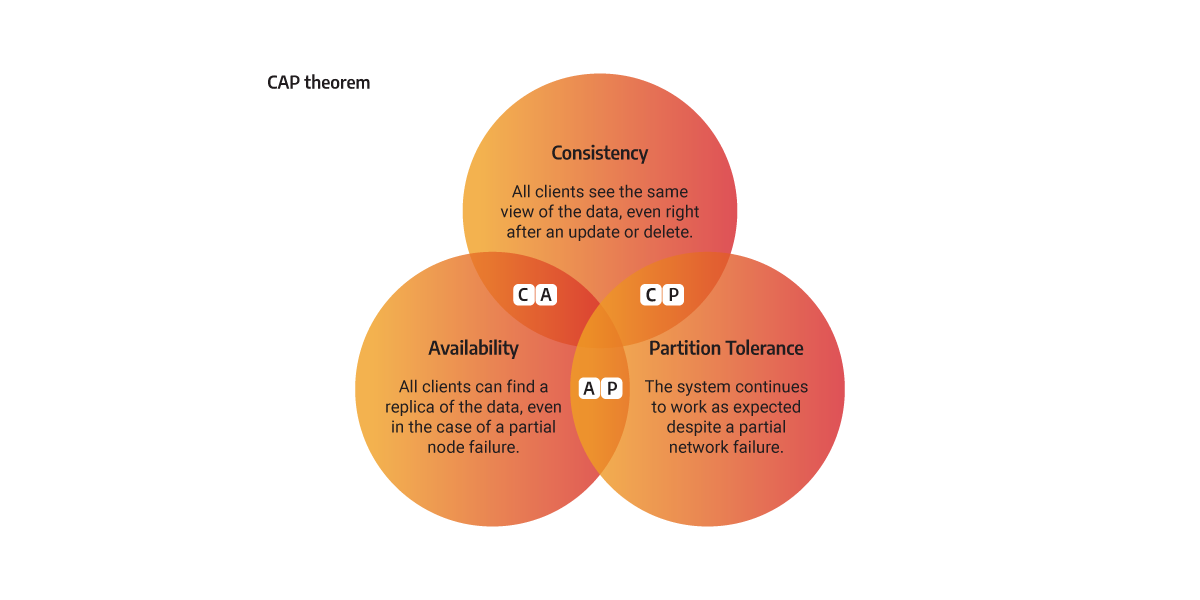 CAP theorem
Consistency
All clients see the same
view of the data, even right
after an update or delete.
C A
C P
Availability
All clients can find a
replica of the data, even
in the case of a partial
node failure.
A P
Partition Tolerance
The system continues
to work as expected
despite a partial
network failure.